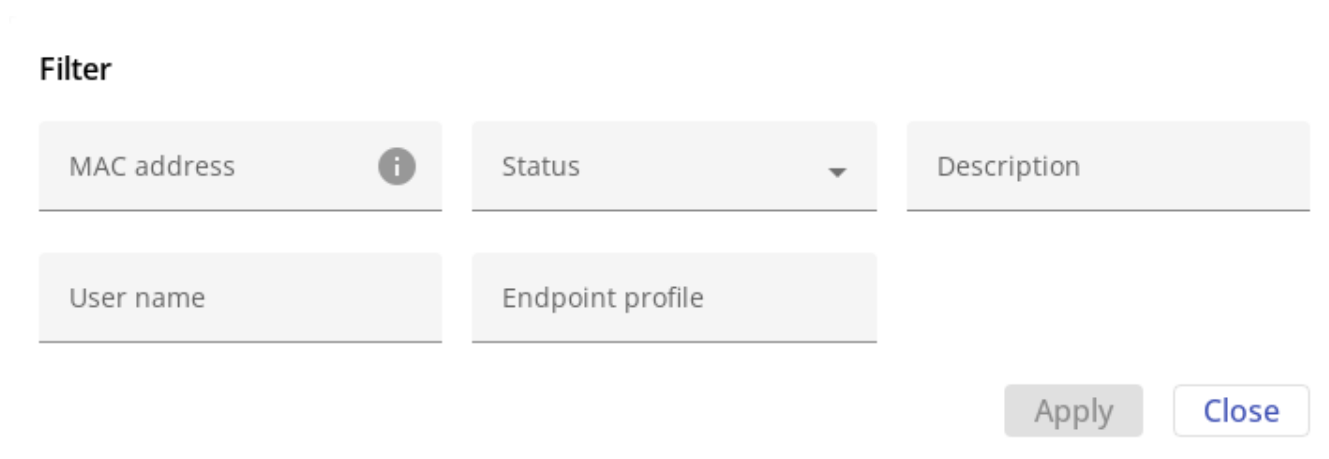 Filter
MAC address
Status
Description
User name
Endpoint profile
Apply
Close